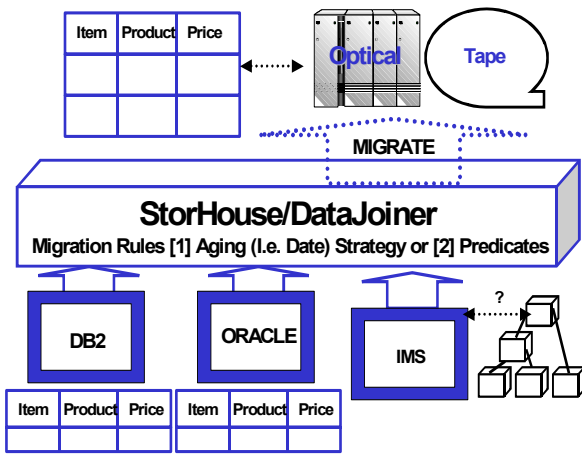 Item Product Price
Optical
Tape
MIGRATE
StorHouse/DataJoiner
Migration Rules [1] Aging (I.e. Date) Strategy or [2] Predicates
DB2
ORACLE
IMS
?
Item Product Price
Item Product Price